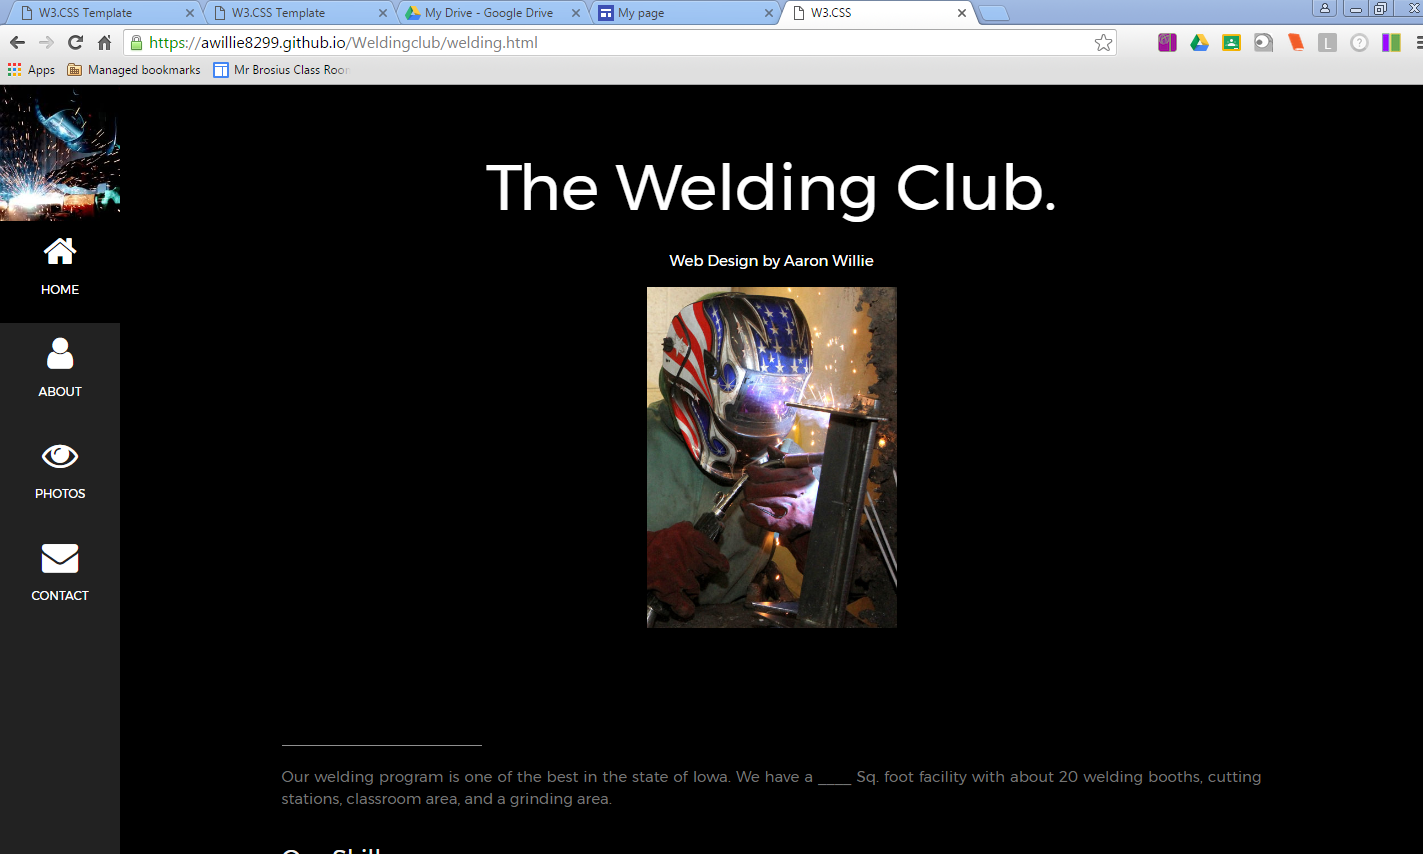 W3.CSS Template
W3.CSS Template
My Drive - Google Drive
My page
W3.CSS
https://awillie8299.github.io/Weldingclub/welding.html
L
?
Apps
Managed bookmarks
Mr Brosius Class Roon
The Welding Club.
Web Design by Aaron Willie
HOME
ABOUT
PHOTOS
CONTACT
Our welding program is one of the best in the state of Iowa. We have a ____ Sq. foot facility with about 20 welding booths, cutting
stations, classroom area, and a grinding area.